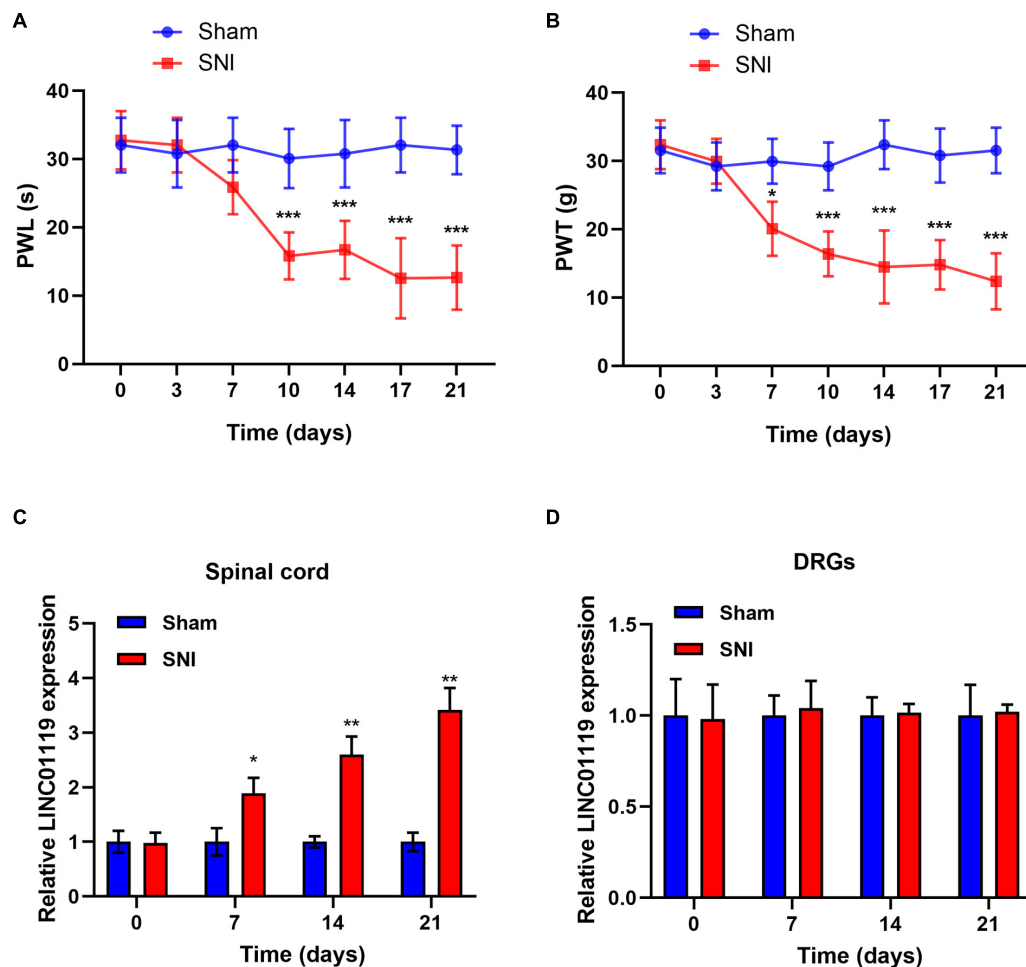 A
Sham
SNI
PWL (s)
40
30
20
10
0
*** *** *** ***
0 3 7 10 14 17 21
Time (days)
B
Sham
SNI
PWT (g)
40
30
20
10
0
* *** *** *** ***
0 3 7 10 14 17 21
Time (days)
C
Spinal cord
Sham
SNI
Relative LINC01119 expression
5
4
3
2
1
0
* ** **
0 7 14 21
Time (days)
D
DRGs
Sham
SNI
Relative LINC01119 expression
1.5
1.0
0.5
0.0
0 7 14 21
Time (days)